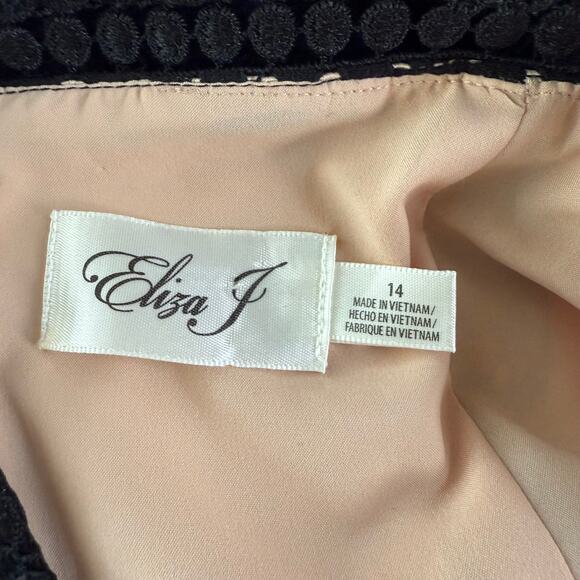 Eliza J
14
MADE IN VIETNAM/
HECHO EN VIETNAM/
FABRIQUE EN VIETNAM